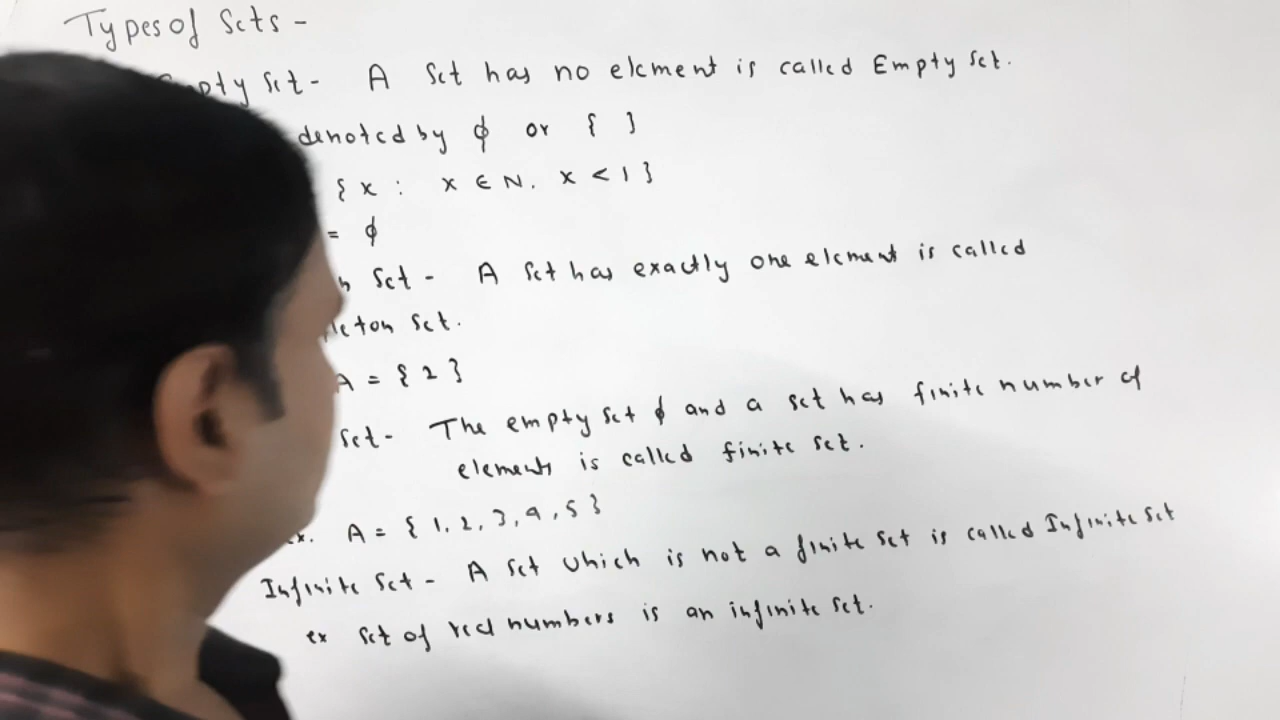 Types of Sets -
Empty Set - A Set has no element is called Empty Set.
denoted by ϕ or { }
{ x : x ∈ N, x < 1 }
= ϕ
Set - A Set has exactly one element is called
Set.
A = { 2 }
Set - The empty set ϕ and a set has finite number of
elements is called finite set.
Ex. A = { 1, 2, 3, 4, 5 }
Infinite Set - A Set which is not a finite set is called Infinite Set
ex Set of real numbers is an infinite set.